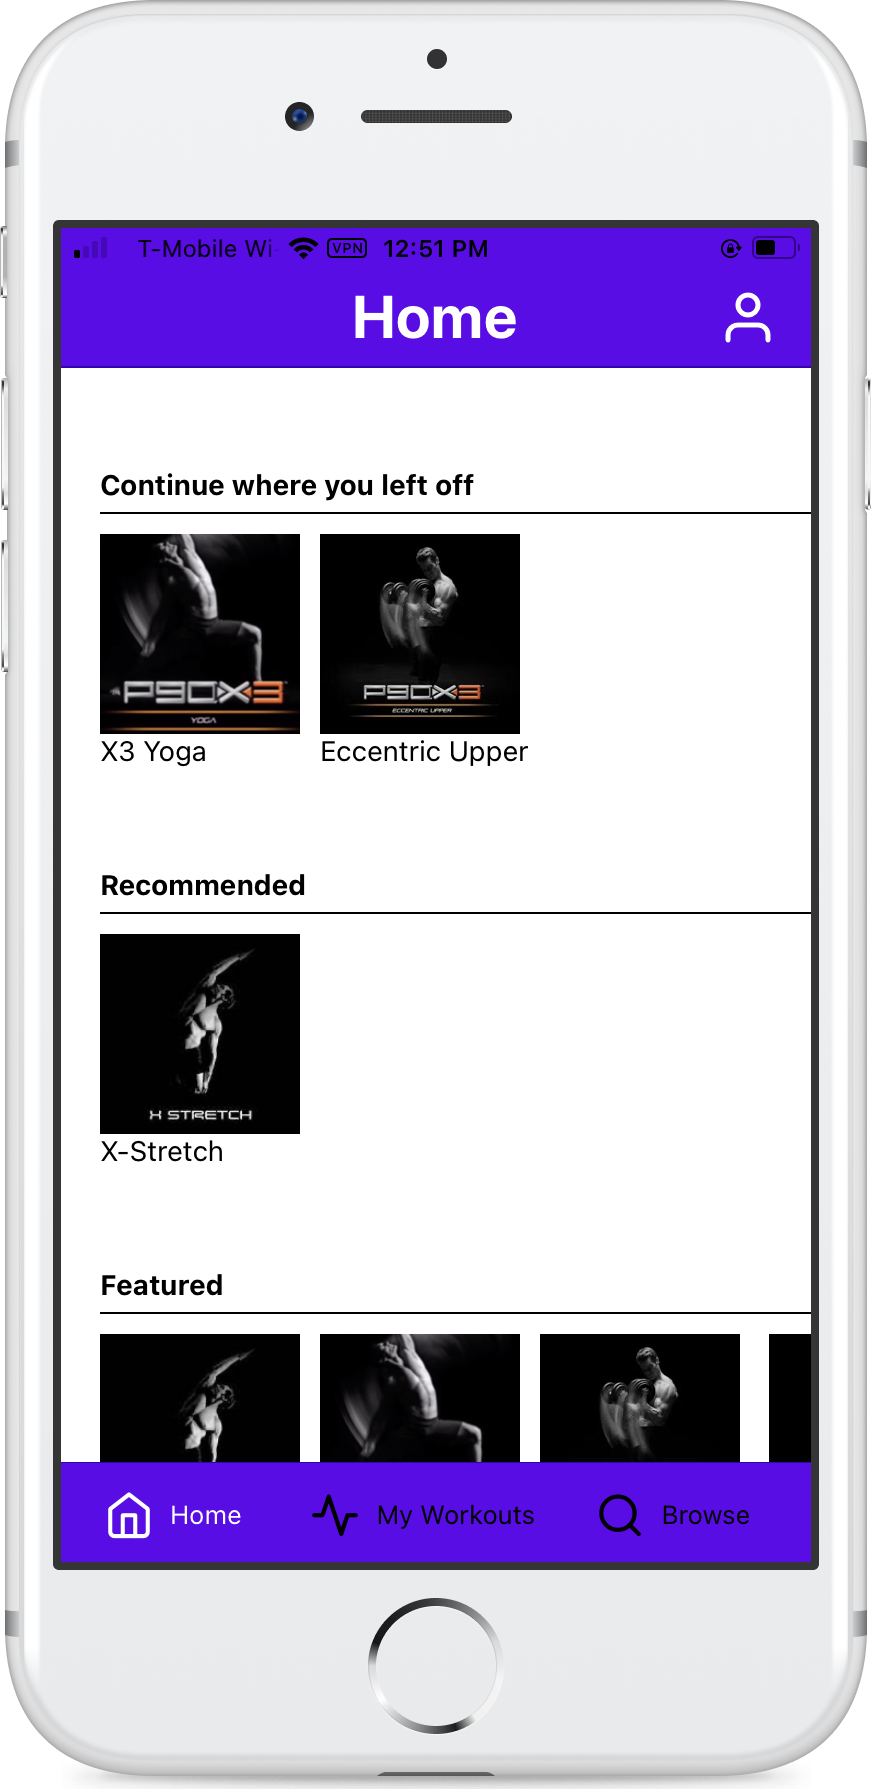 T-Mobile Wi VPN 12:51 PM
Home
Continue where you left off
P90X3
YOGA
P90X3
ECCENTRIC UPPER
X3 Yoga
Eccentric Upper
Recommended
X STRETCH
X-Stretch
Featured
Home
My Workouts
Browse